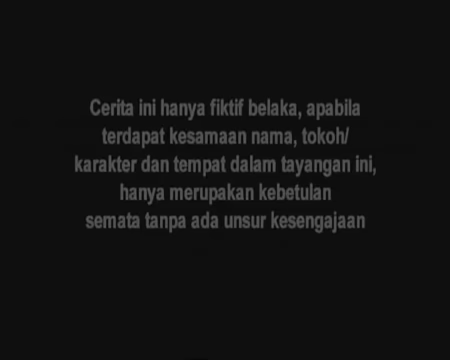 Cerita ini hanya fiktif belaka, apabila
terdapat kesamaan nama, tokoh/
karakter dan tempat dalam tayangan ini,
hanya merupakan kebetulan
semata tanpa ada unsur kesengajaan